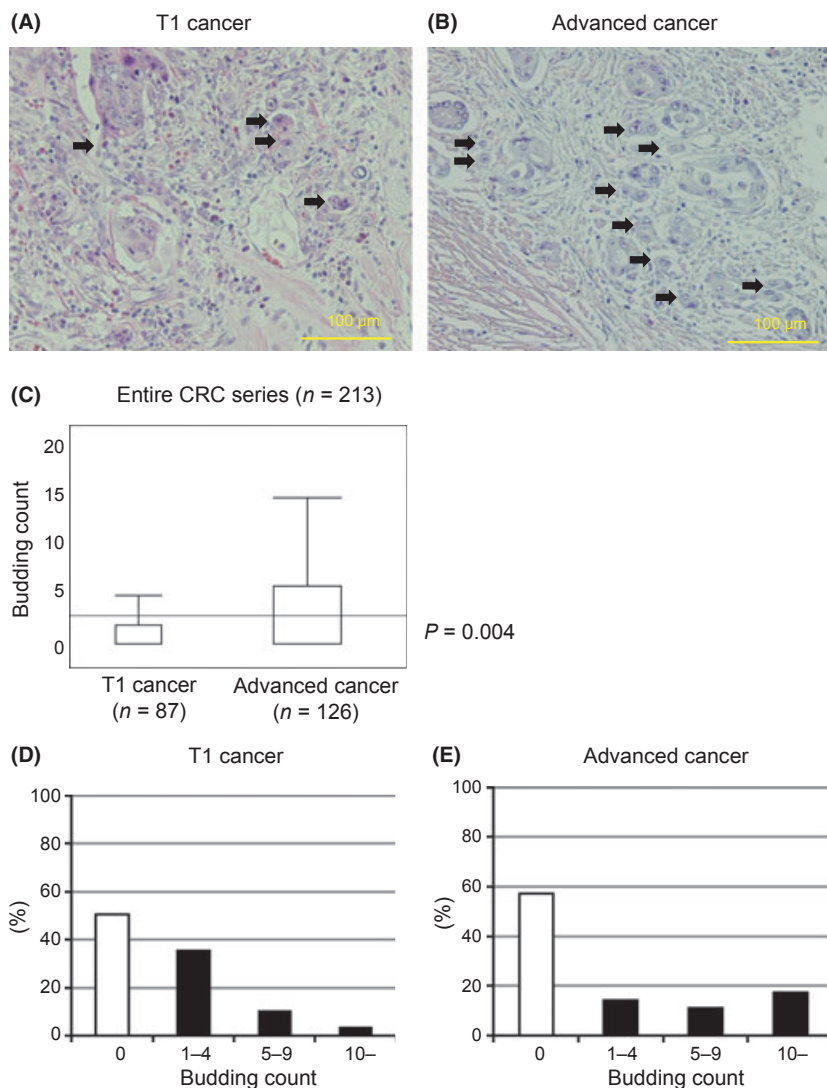 (A) T1 cancer
(B) Advanced cancer
100 µm
100 µm
(C) Entire CRC series (n = 213)
Budding count
20
15
10
5
0
P = 0.004
T1 cancer
(n = 87)
Advanced cancer
(n = 126)
(D) T1 cancer
(%)
100
80
60
40
20
0
0 1–4 5–9 10–
Budding count
(E) Advanced cancer
(%)
100
80
60
40
20
0
0 1–4 5–9 10–
Budding count